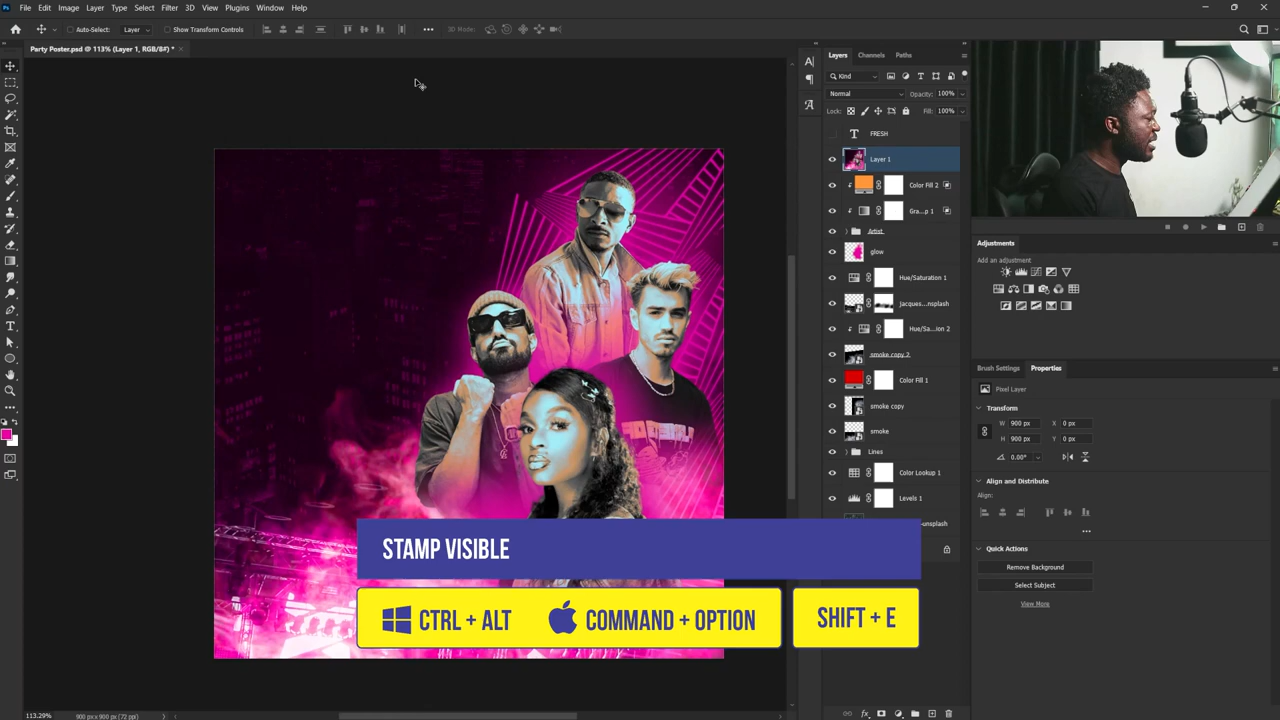 Ps File Edit Image Layer Type Select Filter 3D View Plugins Window Help
Auto-Select: Layer Show Transform Controls 3D Mode:
Party Poster.psd @ 113% (Layer 1, RGB/8#) *
Layers Channels Paths
Kind
Normal Opacity: 100%
Lock: Fill: 100%
FRESH
Layer 1
Color Fill 2
Gra...p 1
Artist
glow
Hue/Saturation 1
jacques...nsplash
Hue/Sa...ion 2
smoke copy 2
Color Fill 1
smoke copy
smoke
Lines
Color Lookup 1
Levels 1
unsplash
Adjustments
Add an adjustment
Brush Settings Properties
Pixel Layer
Transform
W 900 px X 0 px
H 900 px Y 0 px
0.00°
Align and Distribute
Align:
Quick Actions
Remove Background
Select Subject
View More
STAMP VISIBLE
CTRL + ALT COMMAND + OPTION SHIFT + E
113.29% 900 px x 900 px (72 ppi)